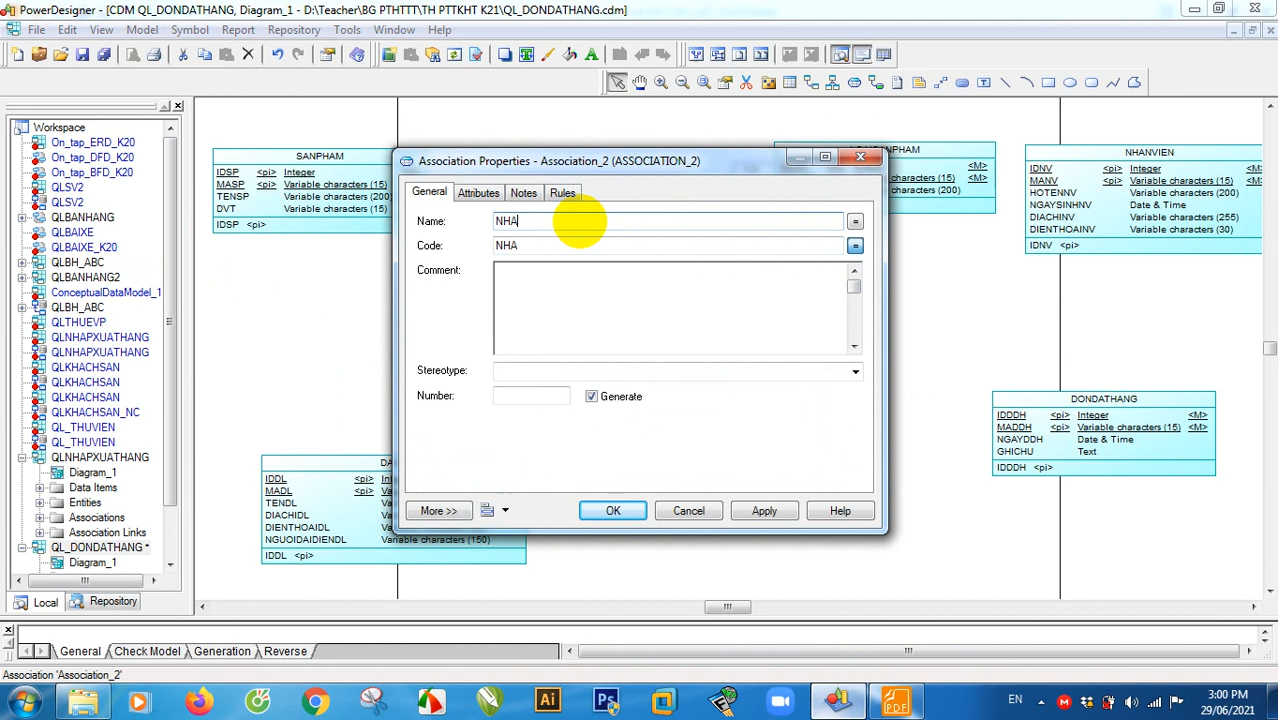 PowerDesigner - [CDM QL_DONDATHANG, Diagram_1 - D:\Teacher\BG PTHTTT\TH PTTKHT K21\QL_DONDATHANG.cdm]
File Edit View Model Symbol Report Repository Tools Window Help
Workspace
On_tap_ERD_K20
On_tap_DFD_K20
On_tap_BFD_K20
QLSV2
QLSV2
QLBANHANG
QLBAIXE
QLBAIXE_K20
QLBH_ABC
QLBANHANG2
ConceptualDataModel_1
QLBH_ABC
QLTHUEVP
QLNHAPXUATHANG
QLNHAPXUATHANG
QLKHACHSAN
QLKHACHSAN
QLKHACHSAN
QLKHACHSAN_NC
QL_THUVIEN
QL_THUVIEN
QLNHAPXUATHANG
Diagram_1
Data Items
Entities
Associations
Association Links
QL_DONDATHANG *
Diagram_1
Local Repository
SANPHAM
IDSP <pi> Integer
MASP <pi> Variable characters (15)
TENSP Variable characters (200)
DVT Variable characters (15)
IDSP <pi>
ANPHAM
<M>
characters (15) <M>
characters (200)
NHANVIEN
IDNV <pi> Integer
MANV <pi> Variable characters (15)
HOTENNV Variable characters (200)
NGAYSINHNV Date & Time
DIACHINV Variable characters (200)
DIENTHOAINV Variable characters (30)
IDNV <pi>
DONDATHANG
IDDDH <pi> Integer <M>
MADDH <pi> Variable characters (15) <M>
NGAYDDH Date & Time
GHICHU Text
IDDDH <pi>
IDDL <pi>
MADL <pi>
TENDL
DIACHIDL
DIENTHOAIDL
NGUOIDAIDIENDL Variable characters (150)
IDDL <pi>
Association Properties - Association_2 (ASSOCIATION_2)
General Attributes Notes Rules
Name: NHA =
Code: NHA =
Comment:
Stereotype:
Number: Generate
More >> OK Cancel Apply Help
General Check Model Generation Reverse
Association 'Association_2'
EN
3:00 PM
29/06/2021